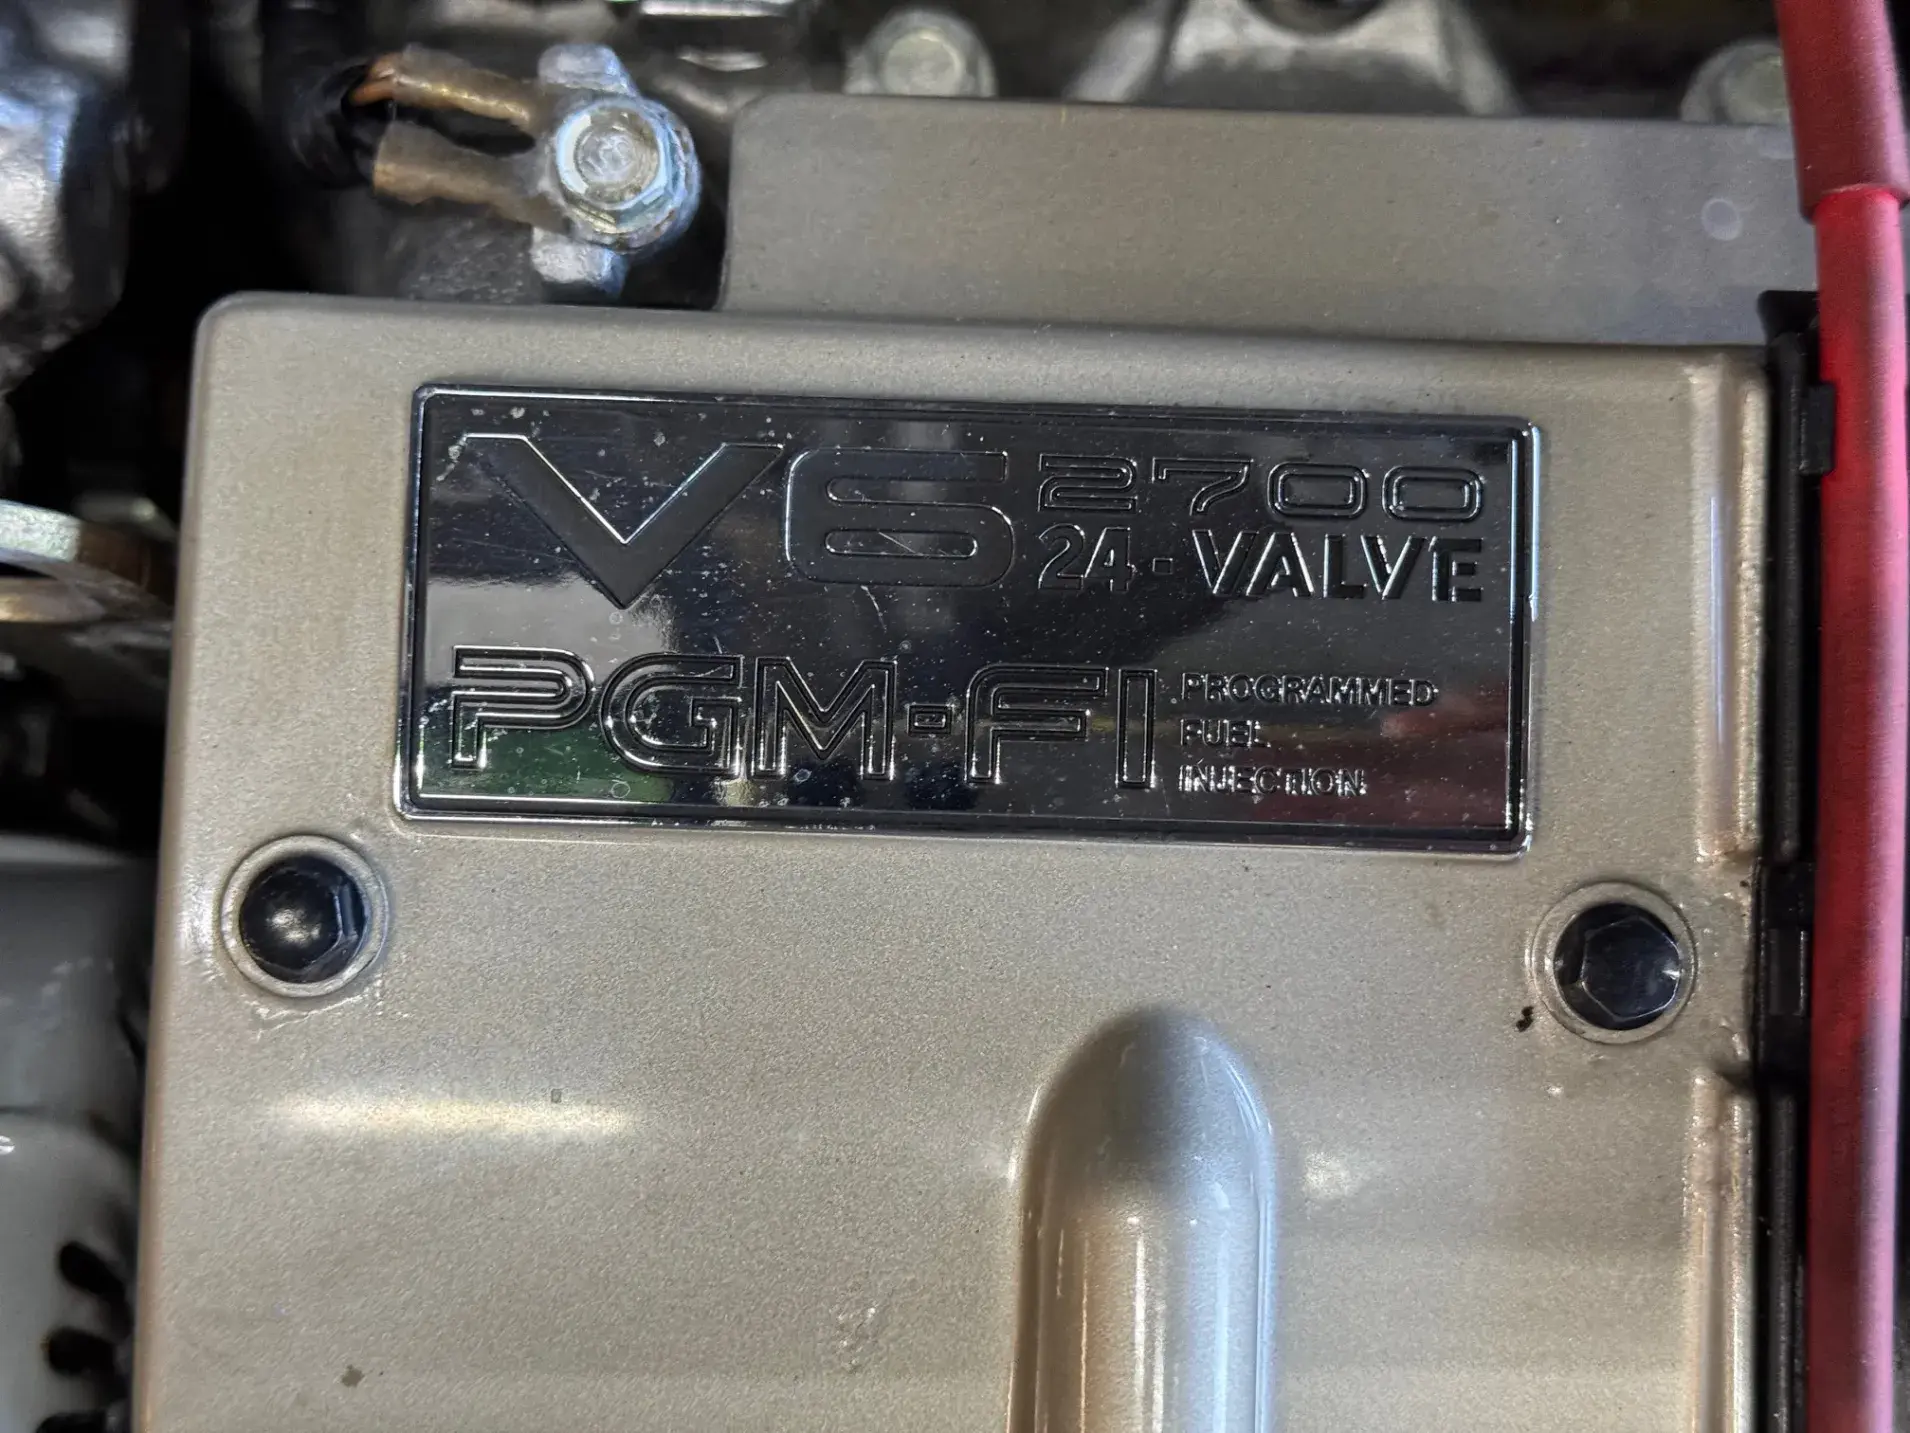 V6 2700
24-VALVE
PGM-FI PROGRAMMED
FUEL
INJECTION